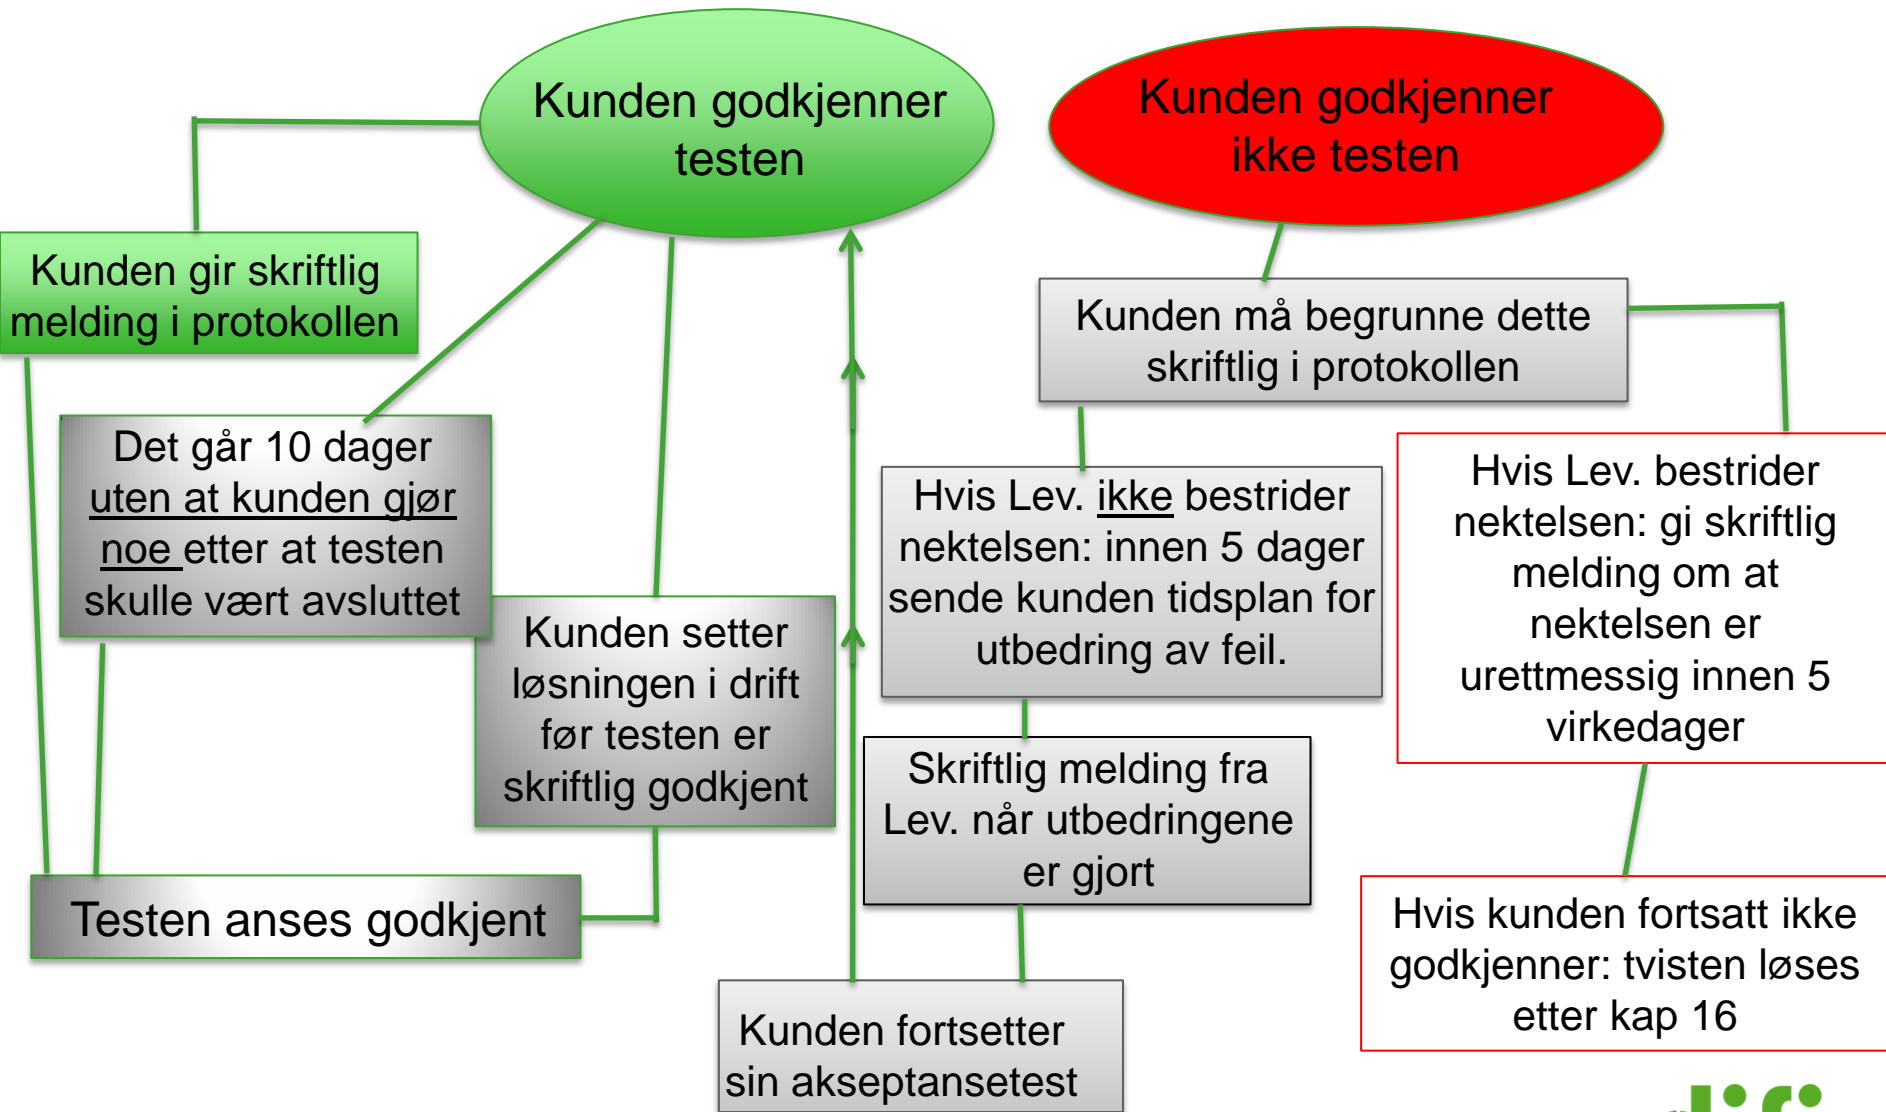 Kunden godkjenner
testen
Kunden godkjenner
ikke testen
Kunden gir skriftlig
melding i protokollen
Kunden må begrunne dette
skriftlig i protokollen
Det går 10 dager
uten at kunden gjør
noe etter at testen
skulle vært avsluttet
Hvis Lev. ikke bestrider
nektelsen: innen 5 dager
sende kunden tidsplan for
utbedring av feil.
Hvis Lev. bestrider
nektelsen: gi skriftlig
melding om at
nektelsen er
urettmessig innen 5
virkedager
Kunden setter
løsningen i drift
før testen er
skriftlig godkjent
Skriftlig melding fra
Lev. når utbedringene
er gjort
Testen anses godkjent
Hvis kunden fortsatt ikke
godkjenner: tvisten løses
etter kap 16
Kunden fortsetter
sin akseptansetest